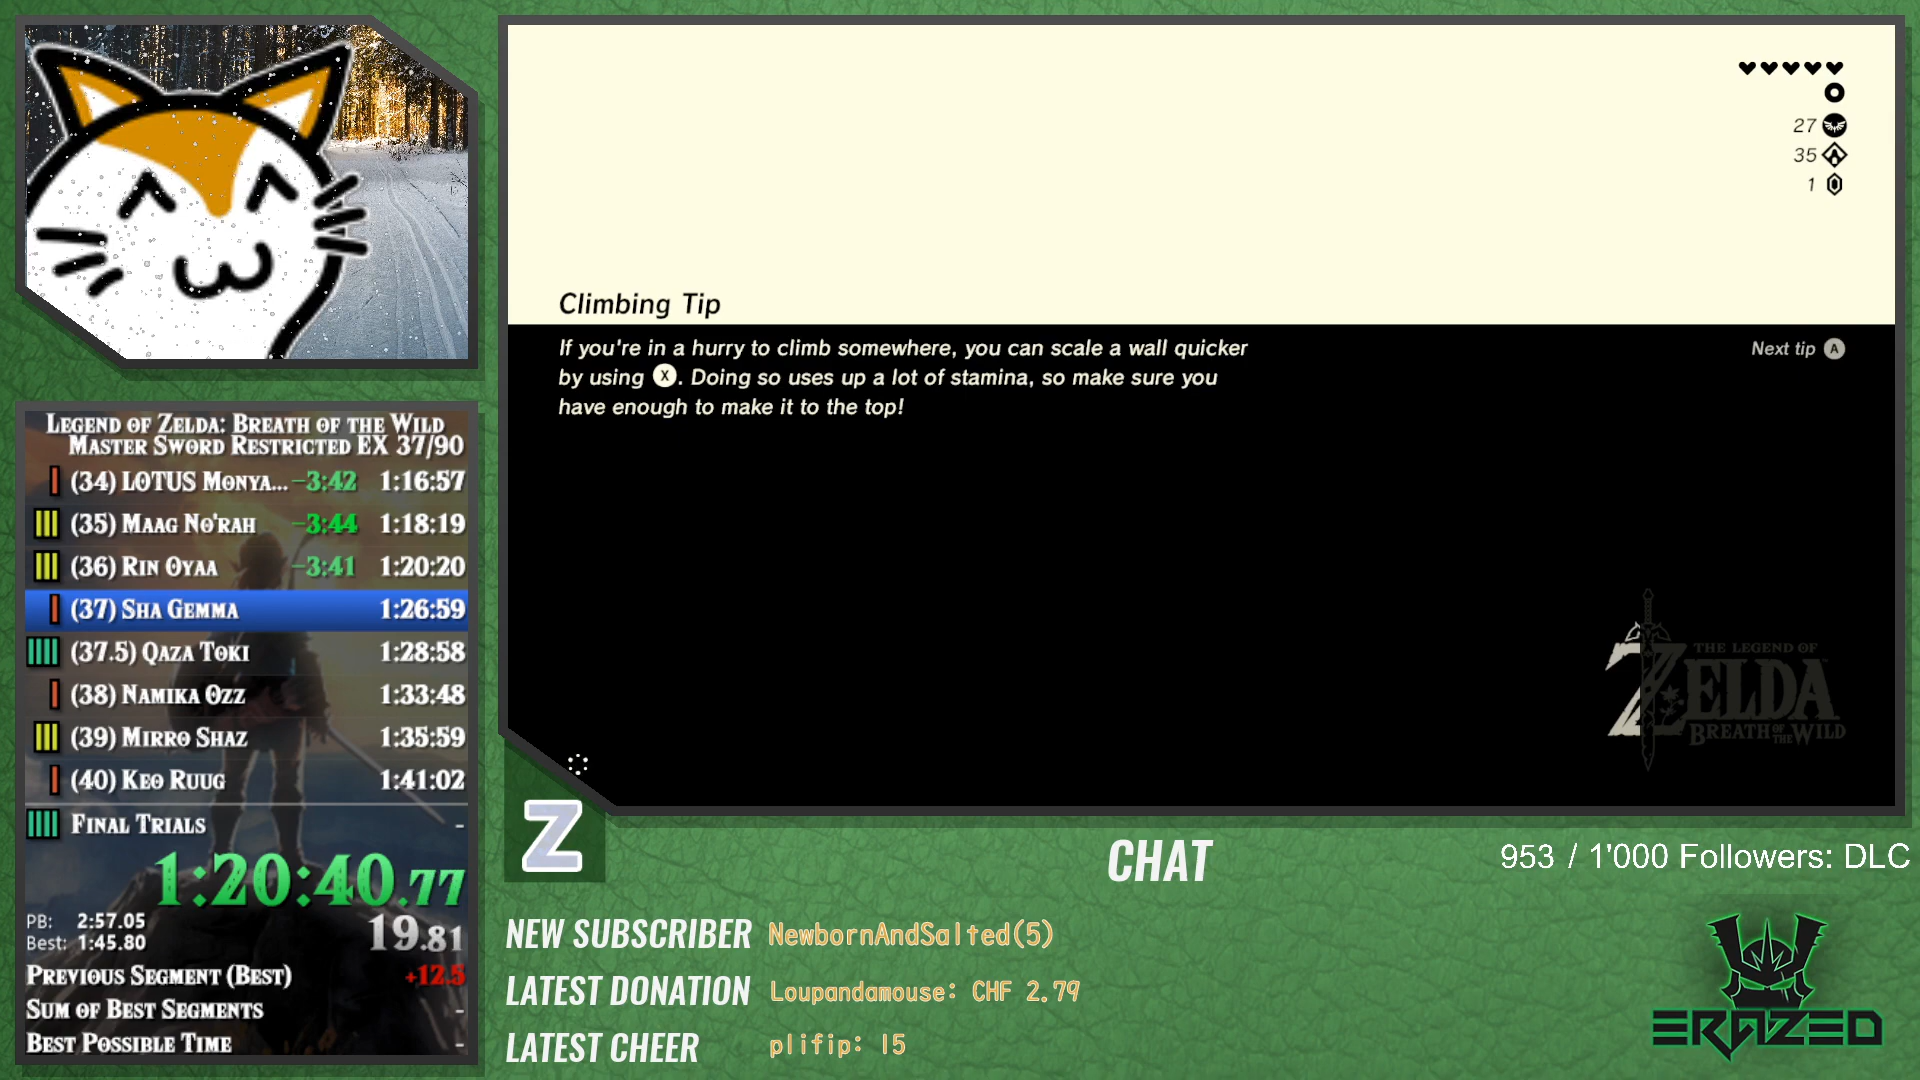 Legend of Zelda: Breath of the Wild
Master Sword Restricted EX 37/90
(34) LOTUS Monya... −3:42 1:16:57
(35) Maag No'rah −3:44 1:18:19
(36) Rin Oyaa −3:41 1:20:20
(37) Sha Gemma 1:26:59
(37.5) Qaza Toki 1:28:58
(38) Namika Ozz 1:33:48
(39) Mirro Shaz 1:35:59
(40) Keo Ruug 1:41:02
Final Trials -
1:20:40.77
PB: 2:57.05
Best: 1:45.80
19.81
Previous Segment (Best) +12.5
Sum of Best Segments -
Best Possible Time -
27
35
1
Climbing Tip
If you're in a hurry to climb somewhere, you can scale a wall quicker
by using X. Doing so uses up a lot of stamina, so make sure you
have enough to make it to the top!
Next tip A
THE LEGEND OF
ZELDA
BREATH OF THE WILD
Z
CHAT
953 / 1'000 Followers: DLC
NEW SUBSCRIBER NewbornAndSalted(5)
LATEST DONATION Loupandamouse: CHF 2.79
LATEST CHEER plifip: 15
ERAZED